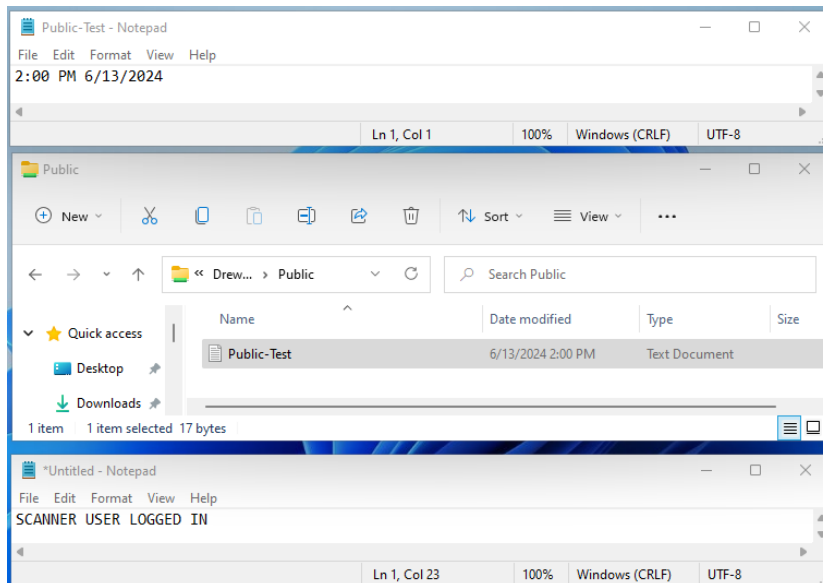 Public-Test - Notepad
File Edit Format View Help
2:00 PM 6/13/2024
Ln 1, Col 1 100% Windows (CRLF) UTF-8
Public
New Sort View ...
« Drew... > Public Search Public
Name Date modified Type Size
Quick access
Public-Test 6/13/2024 2:00 PM Text Document
Desktop
Downloads
1 item 1 item selected 17 bytes
*Untitled - Notepad
File Edit Format View Help
SCANNER USER LOGGED IN
Ln 1, Col 23 100% Windows (CRLF) UTF-8